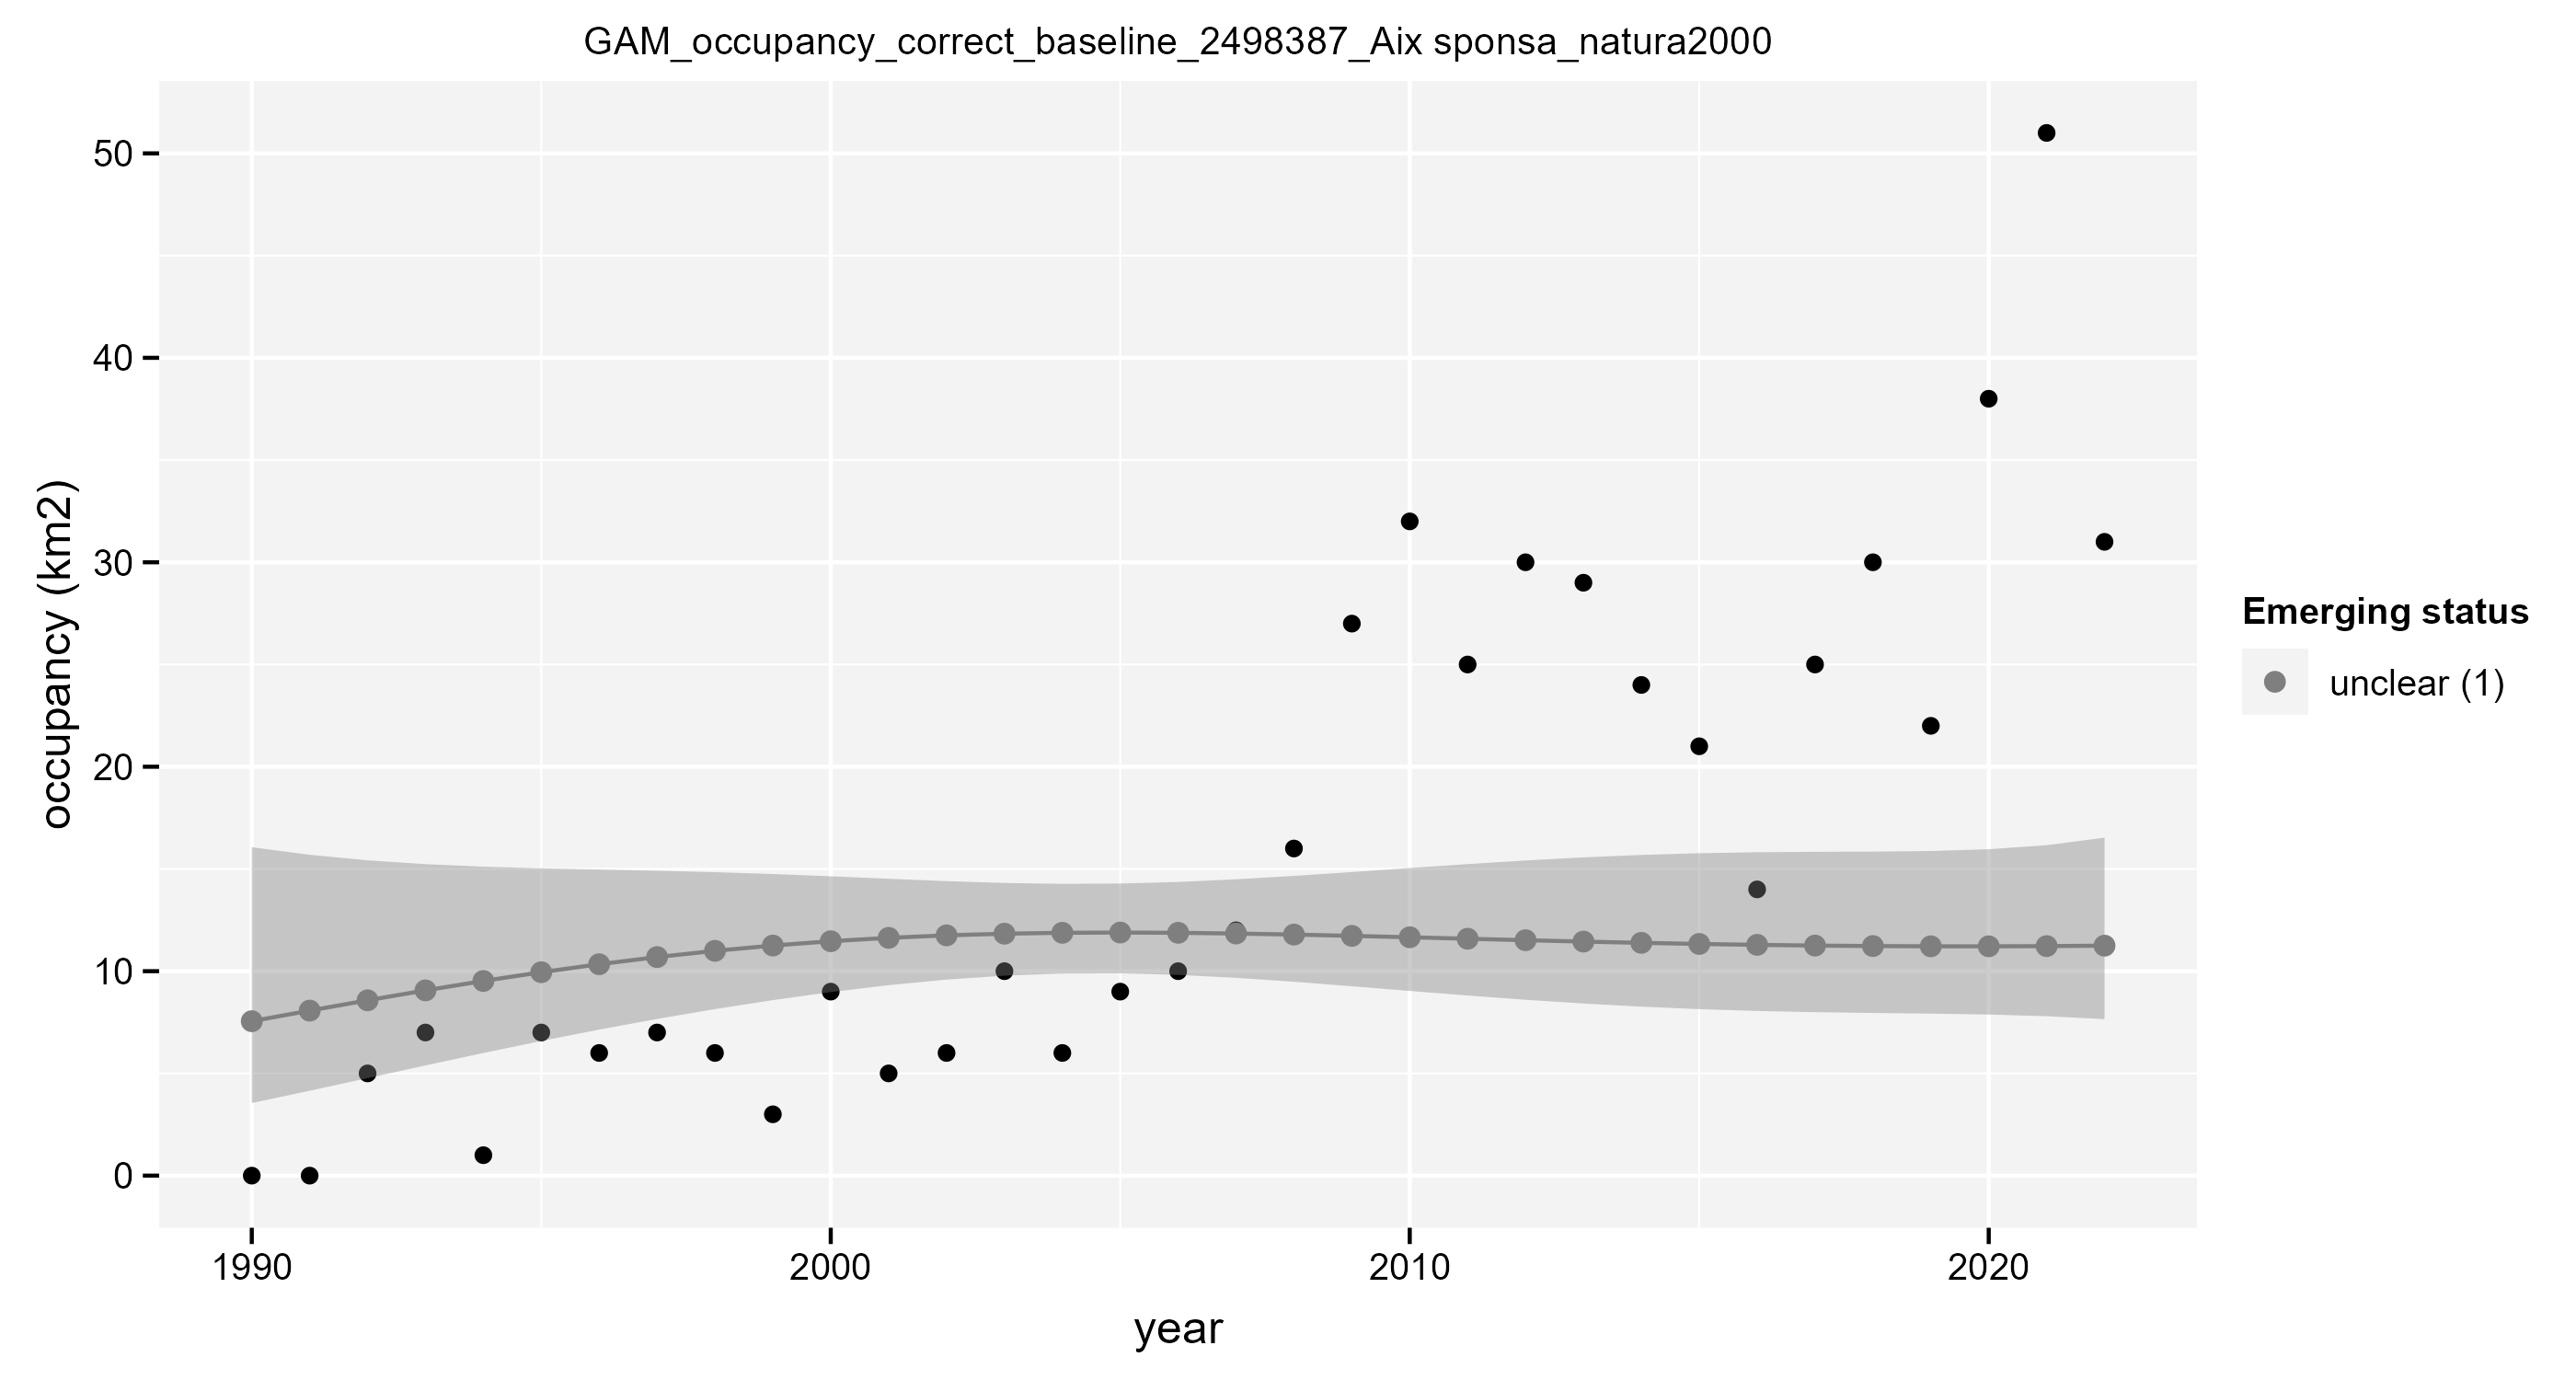 GAM_occupancy_correct_baseline_2498387_Aix sponsa_natura2000
50
40
30
20
10
0
occupancy (km2)
1990 2000 2010 2020
year
Emerging status
unclear (1)